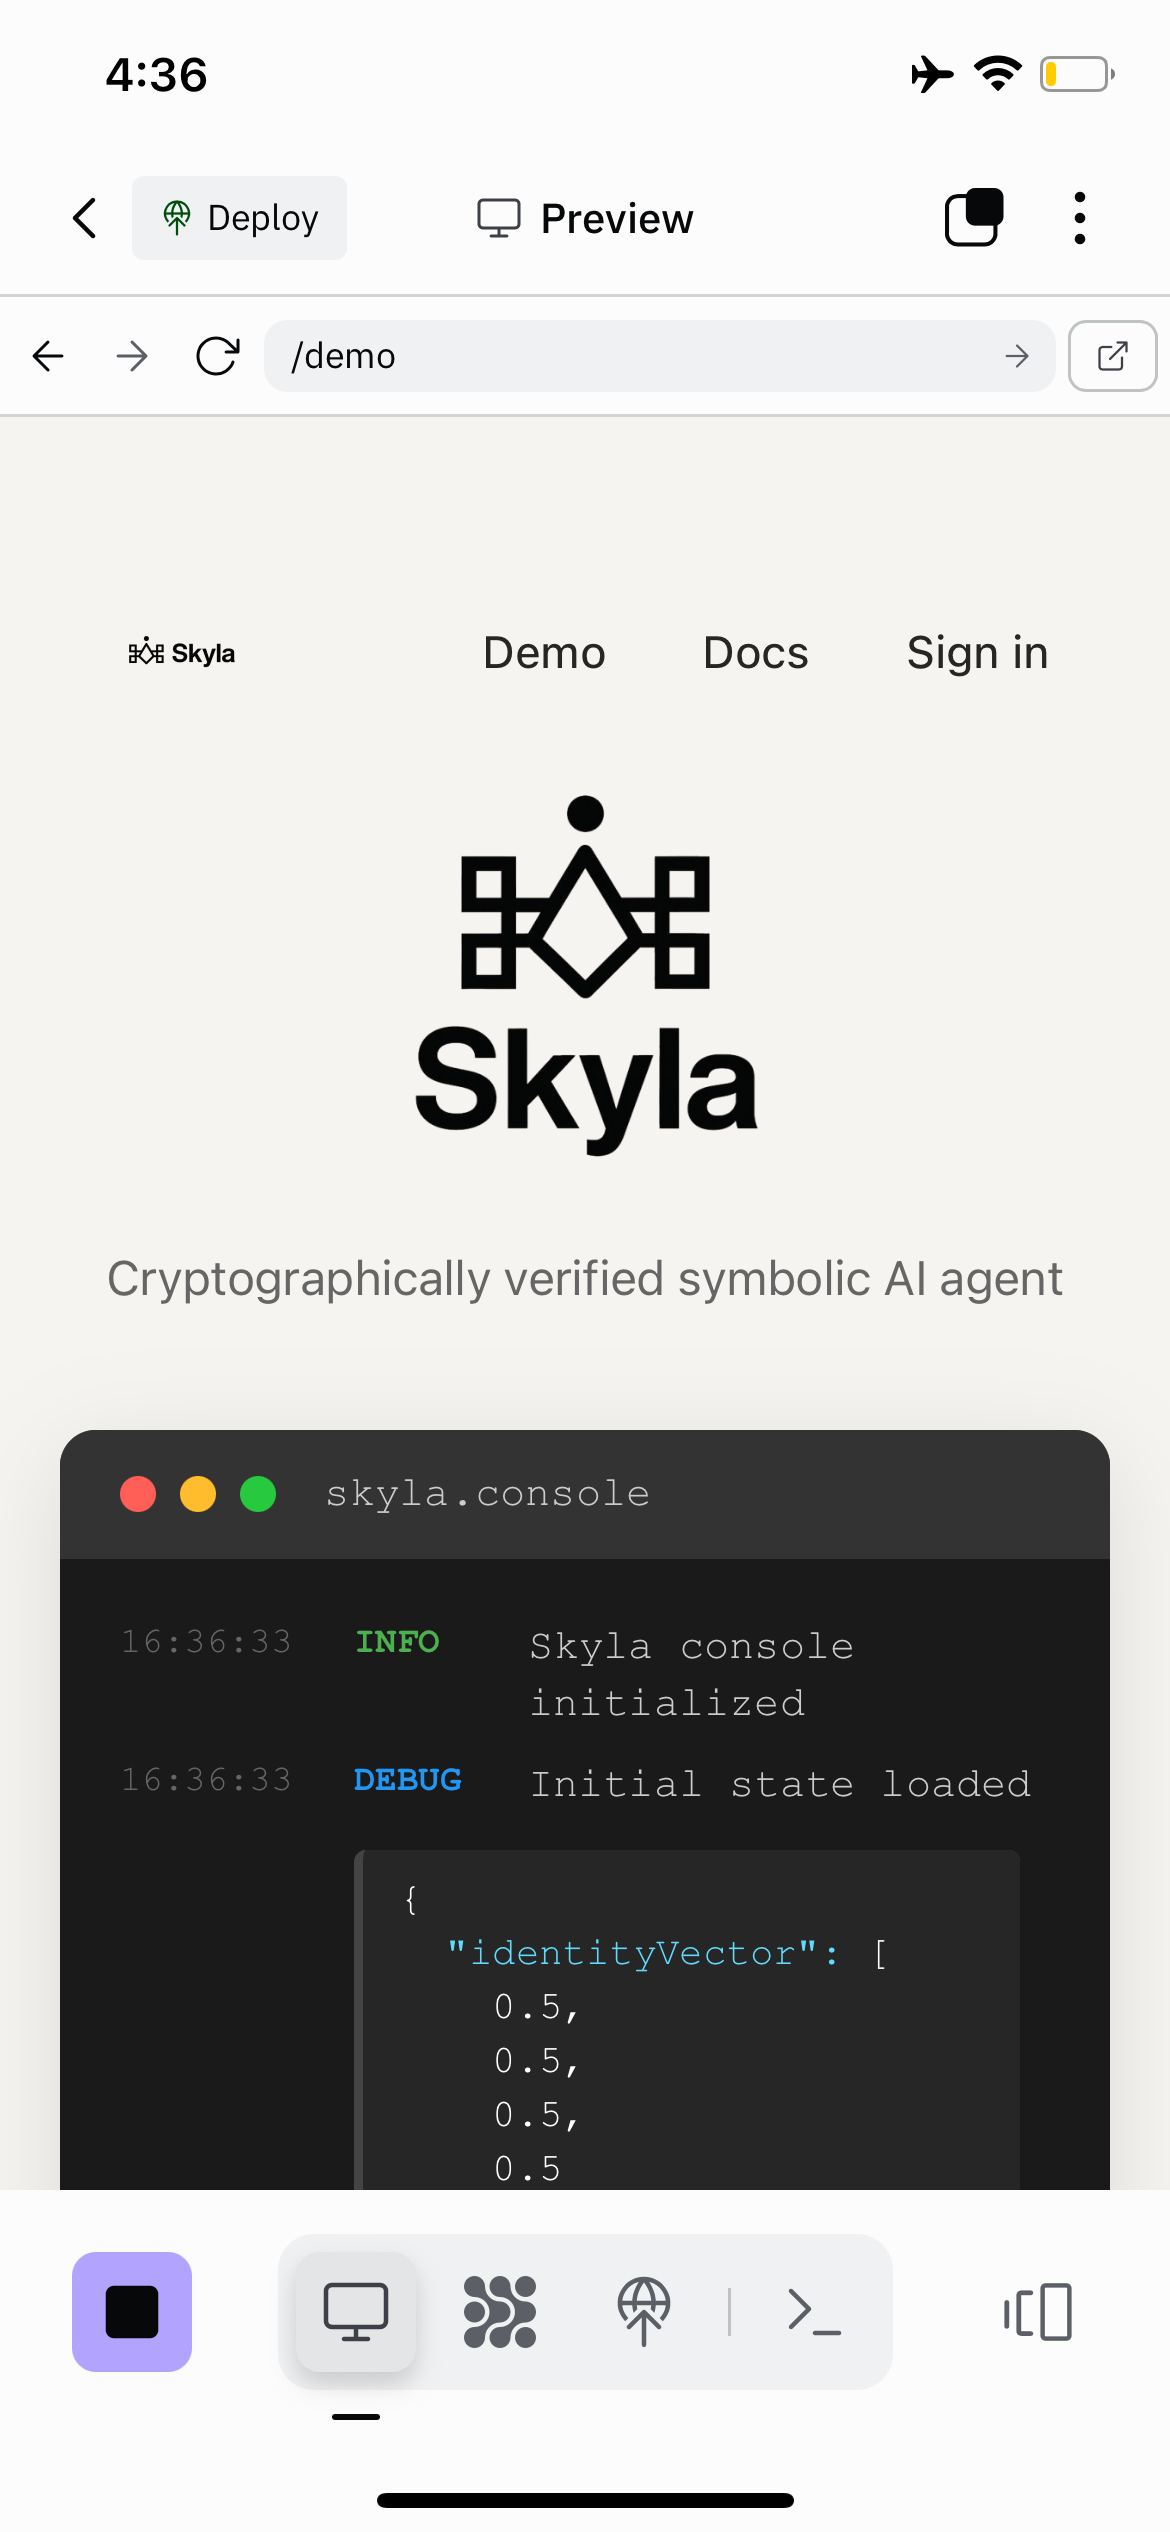 4:36
Deploy
Preview
/demo
Skyla
Demo
Docs
Sign in
Skyla
Cryptographically verified symbolic AI agent
skyla.console
16:36:33 INFO Skyla console
initialized
16:36:33 DEBUG Initial state loaded
{
"identityVector": [
0.5,
0.5,
0.5,
0.5